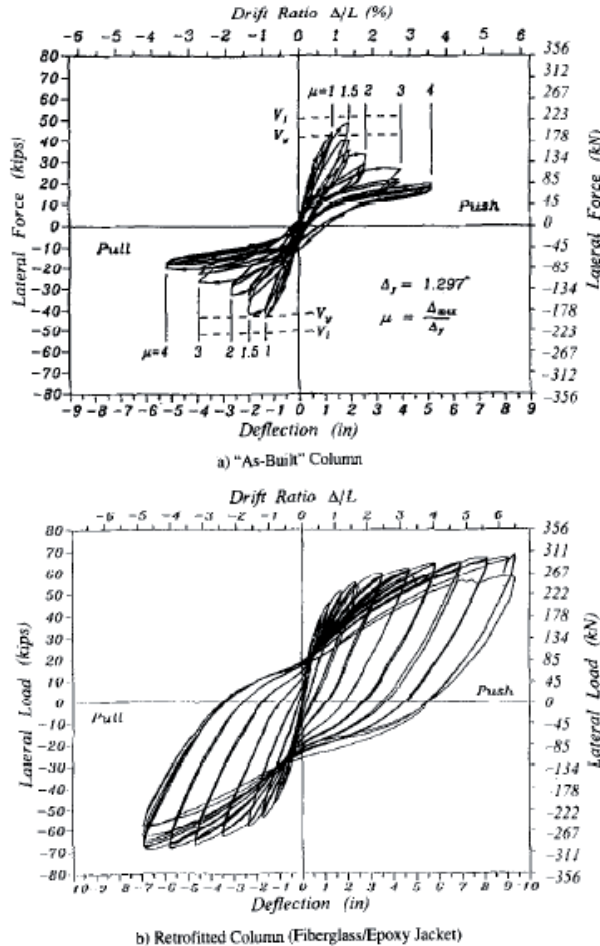 Drift Ratio Δ/L (%)
-6 -5 -4 -3 -2 -1 0 1 2 3 4 5 6
80 70 60 50 40 30 20 10 0 -10 -20 -30 -40 -50 -60 -70 -80
Lateral Force (kips)
356 312 267 223 178 134 85 45 0 -45 -85 -134 -178 -223 -267 -312 -356
Lateral Force (kN)
μ=1 1.5 2 3 4
Vi
Push
Pull
Δy = 1.297"
μ = Δmax/Δy
Vy
Vi
μ=4 3 2 1.5 1
-9 -8 -7 -6 -5 -4 -3 -2 -1 0 1 2 3 4 5 6 7 8 9
Deflection (in)
a) "As-Built" Column
Drift Ratio Δ/L
-6 -5 -4 -3 -2 -1 0 1 2 3 4 5 6
80 70 60 50 40 30 20 10 0 -10 -20 -30 -40 -50 -60 -70 -80
Lateral Load (kips)
356 311 267 222 178 134 85 45 0 -45 -85 -134 -178 -222 -267 -311 -356
Lateral Load (kN)
Push
Pull
-10 -9 -8 -7 -6 -5 -4 -3 -2 -1 0 1 2 3 4 5 6 7 8 9 10
Deflection (in)
b) Retrofitted Column (Fiberglass/Epoxy Jacket)